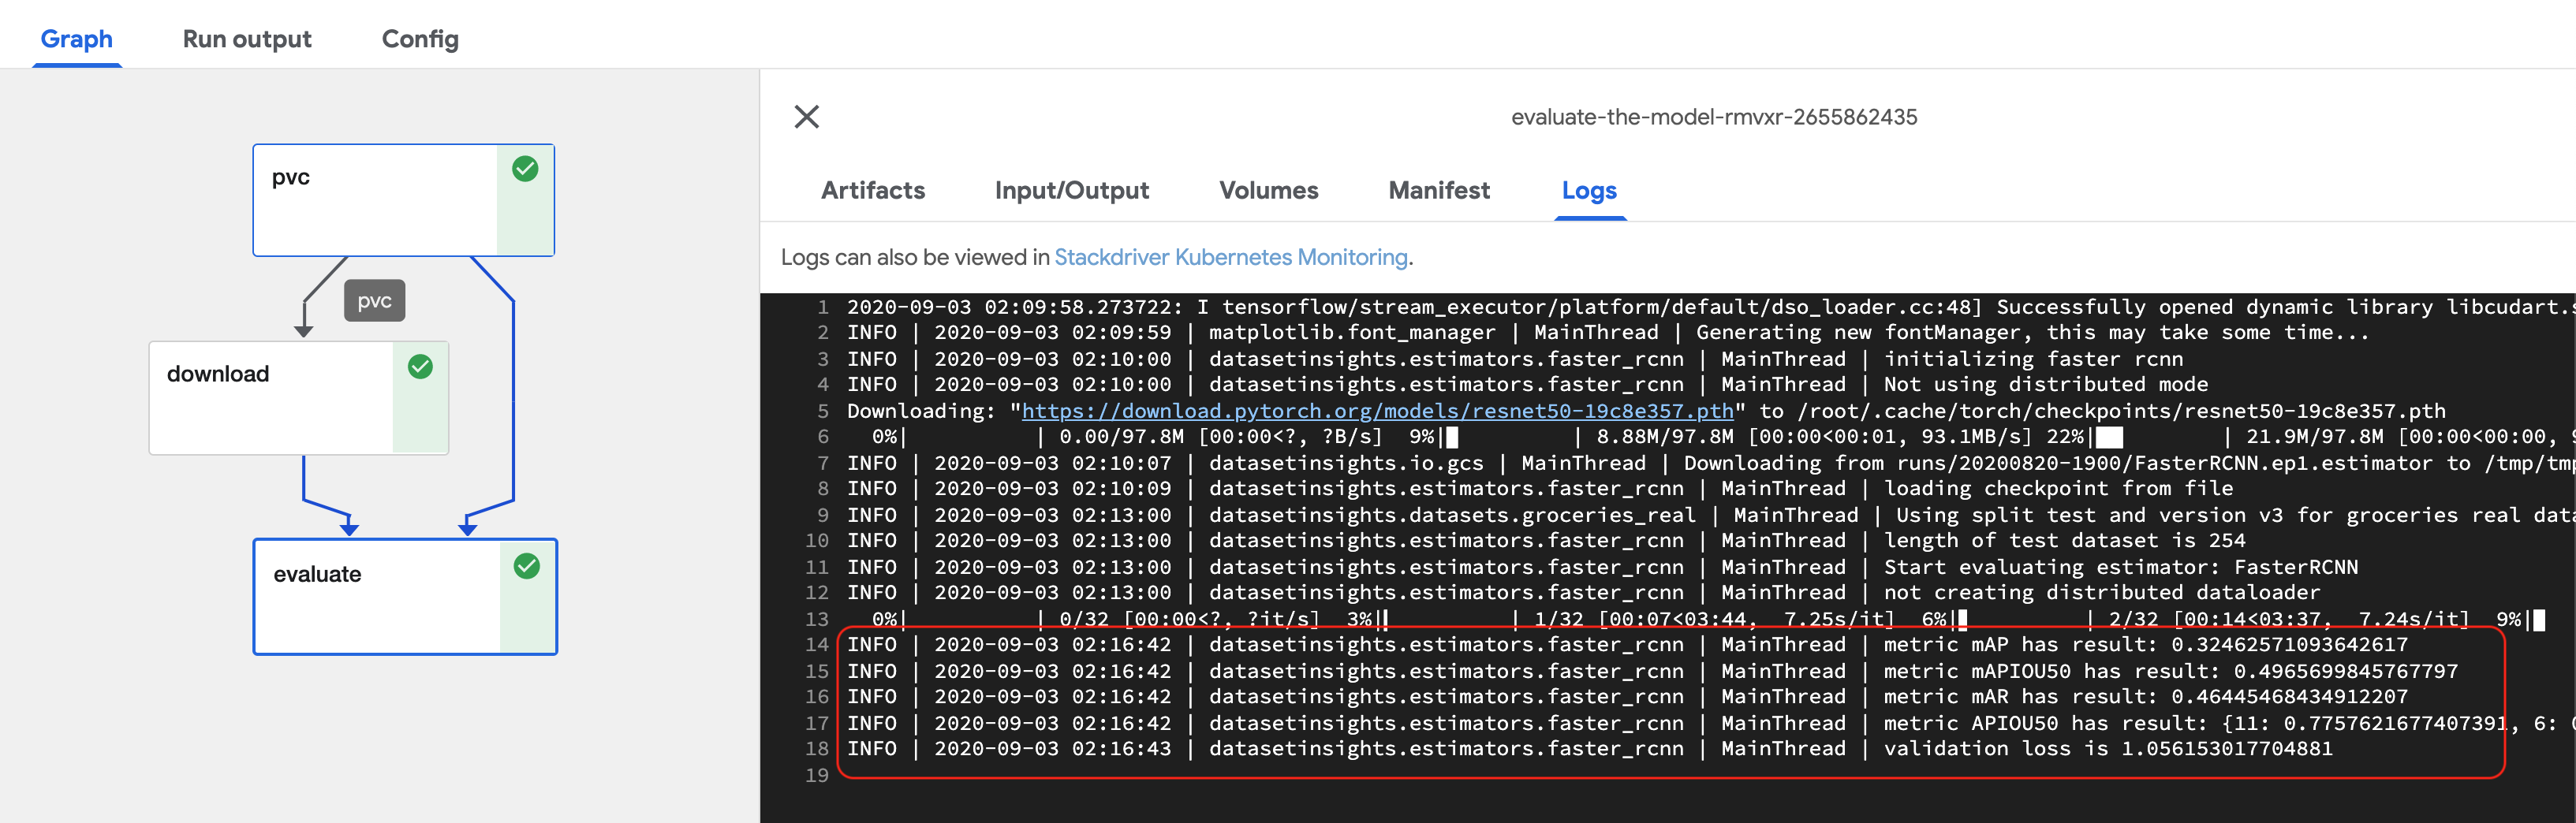 Graph Run output Config
pvc
pvc
download
evaluate
evaluate-the-model-rmvxr-2655862435
Artifacts Input/Output Volumes Manifest Logs
Logs can also be viewed in Stackdriver Kubernetes Monitoring.
1 2020-09-03 02:09:58.273722: I tensorflow/stream_executor/platform/default/dso_loader.cc:48] Successfully opened dynamic library libcudart.s
2 INFO | 2020-09-03 02:09:59 | matplotlib.font_manager | MainThread | Generating new fontManager, this may take some time...
3 INFO | 2020-09-03 02:10:00 | datasetinsights.estimators.faster_rcnn | MainThread | initializing faster rcnn
4 INFO | 2020-09-03 02:10:00 | datasetinsights.estimators.faster_rcnn | MainThread | Not using distributed mode
5 Downloading: "https://download.pytorch.org/models/resnet50-19c8e357.pth" to /root/.cache/torch/checkpoints/resnet50-19c8e357.pth
6 0%| | 0.00/97.8M [00:00<?, ?B/s] 9%|█ | 8.88M/97.8M [00:00<00:01, 93.1MB/s] 22%|██ | 21.9M/97.8M [00:00<00:00,
7 INFO | 2020-09-03 02:10:07 | datasetinsights.io.gcs | MainThread | Downloading from runs/20200820-1900/FasterRCNN.ep1.estimator to /tmp/tmp
8 INFO | 2020-09-03 02:10:09 | datasetinsights.estimators.faster_rcnn | MainThread | loading checkpoint from file
9 INFO | 2020-09-03 02:13:00 | datasetinsights.datasets.groceries_real | MainThread | Using split test and version v3 for groceries real data
10 INFO | 2020-09-03 02:13:00 | datasetinsights.estimators.faster_rcnn | MainThread | length of test dataset is 254
11 INFO | 2020-09-03 02:13:00 | datasetinsights.estimators.faster_rcnn | MainThread | Start evaluating estimator: FasterRCNN
12 INFO | 2020-09-03 02:13:00 | datasetinsights.estimators.faster_rcnn | MainThread | not creating distributed dataloader
13 0%| | 0/32 [00:00<?, ?it/s] 3%|▎ | 1/32 [00:07<03:44, 7.25s/it] 6%|▋ | 2/32 [00:14<03:37, 7.24s/it] 9%|█
14 INFO | 2020-09-03 02:16:42 | datasetinsights.estimators.faster_rcnn | MainThread | metric mAP has result: 0.32462571093642617
15 INFO | 2020-09-03 02:16:42 | datasetinsights.estimators.faster_rcnn | MainThread | metric mAPIOU50 has result: 0.4965699845767797
16 INFO | 2020-09-03 02:16:42 | datasetinsights.estimators.faster_rcnn | MainThread | metric mAR has result: 0.46445468434912207
17 INFO | 2020-09-03 02:16:42 | datasetinsights.estimators.faster_rcnn | MainThread | metric APIOU50 has result: {11: 0.7757621677407391, 6:
18 INFO | 2020-09-03 02:16:43 | datasetinsights.estimators.faster_rcnn | MainThread | validation loss is 1.056153017704881
19